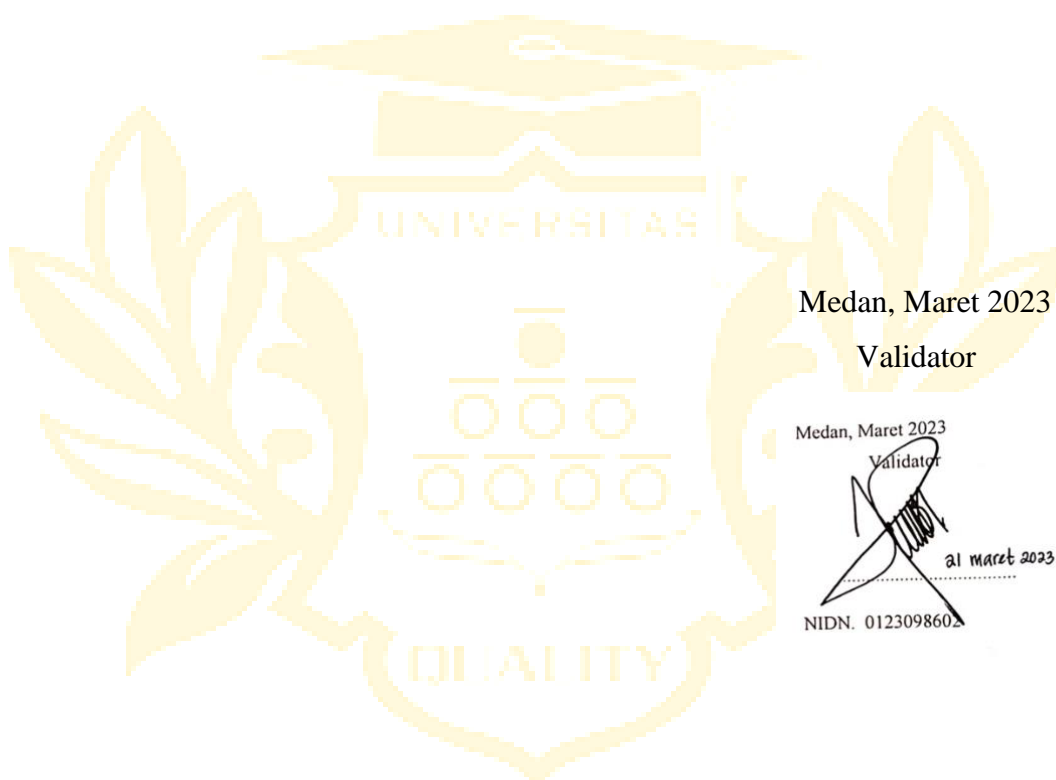 UNIVERSITAS
Medan, Maret 2023
Validator
Medan, Maret 2023
Validator
21 maret 2023
NIDN. 0123098602
QUALITY